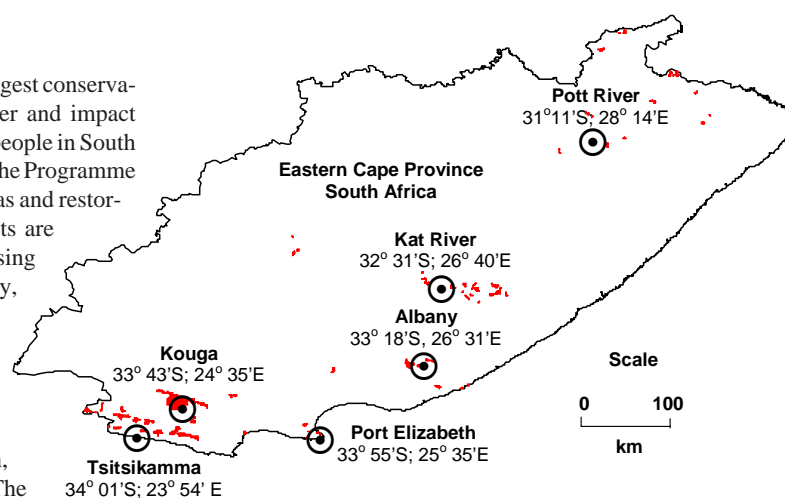 gest conserva-
er and impact
people in South
he Programme
as and restor-
ts are
sing
y,
n,
The
Pott River
31°11'S; 28° 14'E
Eastern Cape Province
South Africa
Kat River
32° 31'S; 26° 40'E
Albany
33° 18'S, 26° 31'E
Kouga
33° 43'S; 24° 35'E
Scale
0 100
km
Port Elizabeth
33° 55'S; 25° 35'E
Tsitsikamma
34° 01'S; 23° 54' E